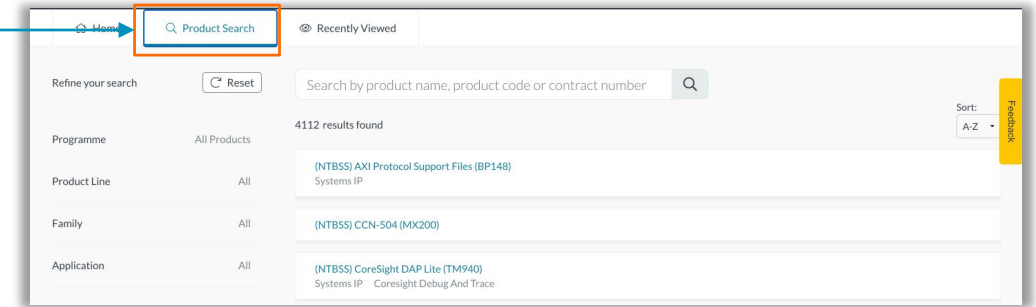 Home
Product Search
Recently Viewed
Refine your search
Reset
Search by product name, product code or contract number
Feedback
Sort:
4112 results found
A-Z
Programme
All Products
(NTBSS) AXI Protocol Support Files (BP148)
Product Line
All
Systems IP
Family
All
(NTBSS) CCN-504 (MX200)
Application
All
(NTBSS) CoreSight DAP Lite (TM940)
Systems IP Coresight Debug And Trace